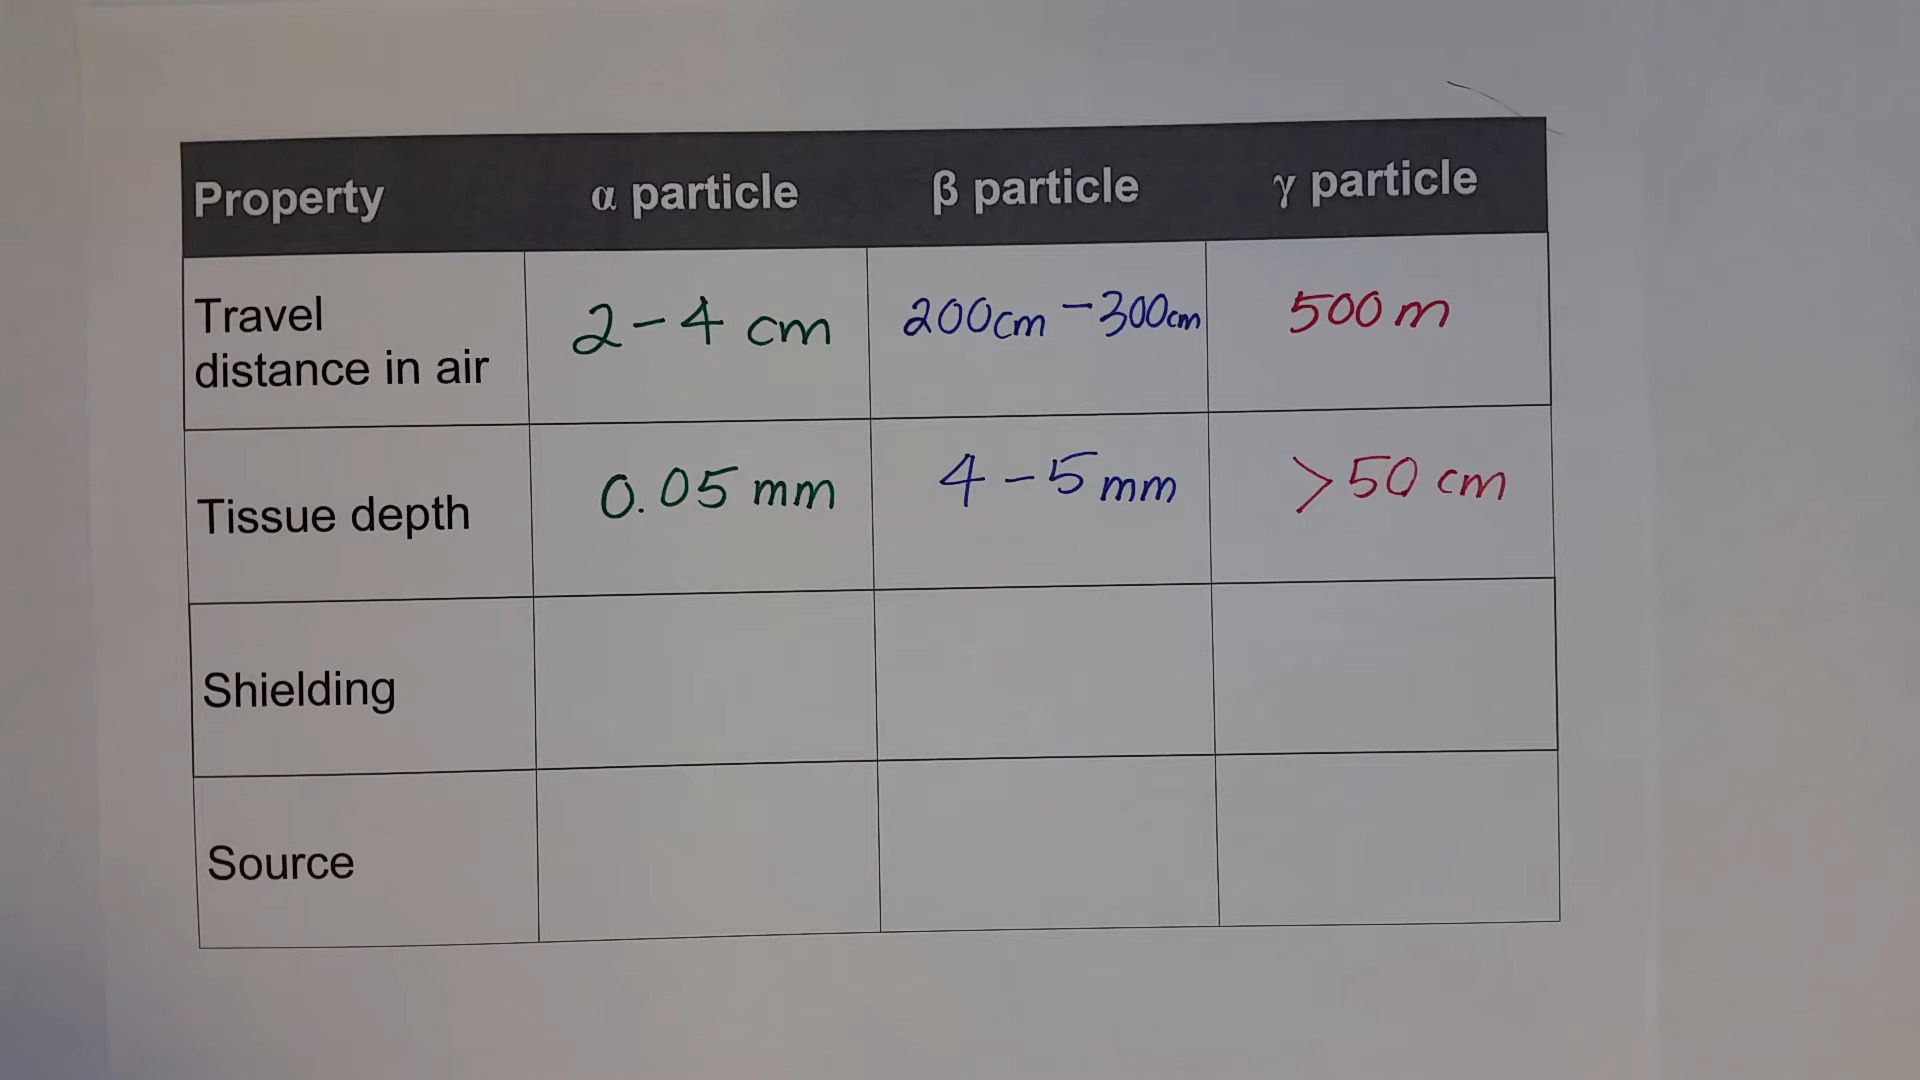 Property α particle β particle γ particle
Travel
distance in air 2-4 cm 200cm - 300cm 500 m
Tissue depth 0.05 mm 4-5 mm >50 cm
Shielding
Source